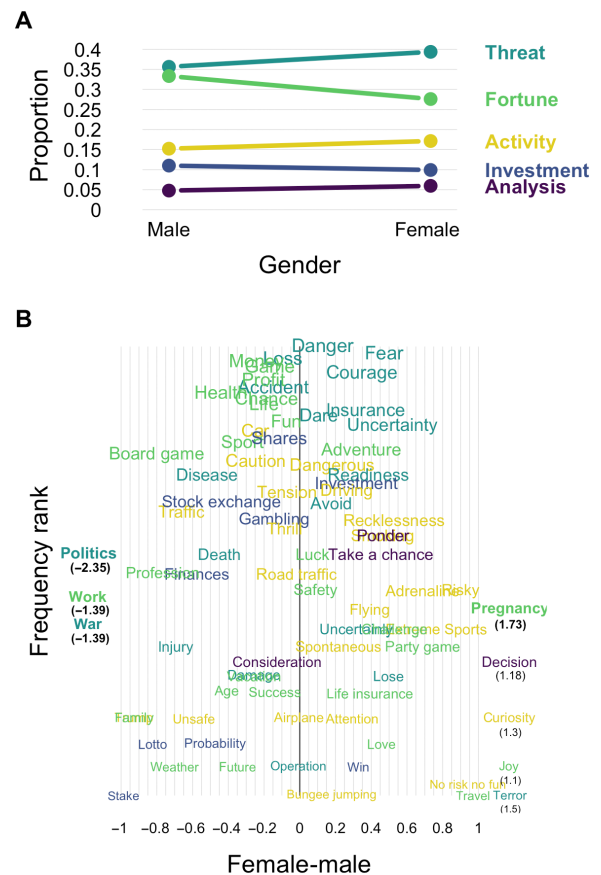 A
0.4
0.35
0.3
0.25
0.2
0.15
0.1
0.05
0
Proportion
Threat
Fortune
Activity
Investment
Analysis
Male
Female
Gender
B
Frequency rank
Danger
Fear
Loss
Money
Game
Courage
Profit
Accident
Health
Chance
Life
Insurance
Dare
Fun
Uncertainty
Car
Shares
Sport
Adventure
Board game
Caution
Dangerous
Disease
Readiness
Investment
Tension
Driving
Stock exchange
Avoid
Traffic
Gambling
Recklessness
Thrill
Ponder
Politics
(−2.35)
Death
Luck
Take a chance
Profession
Finances
Road traffic
Safety
Adrenaline
Risky
Work
(−1.39)
Flying
Pregnancy
(1.73)
War
(−1.39)
Uncertainly
Extreme Sports
Injury
Spontaneous
Party game
Consideration
Decision
(1.18)
Damage
Vacation
Lose
Age
Success
Life insurance
Family
Unsafe
Airplane
Attention
Curiosity
(1.3)
Lotto
Probability
Love
Weather
Future
Operation
Win
Joy
(1.1)
No risk no fun
Stake
Bungee jumping
Travel
Terror
(1.5)
−1 −0.8 −0.6 −0.4 −0.2 0 0.2 0.4 0.6 0.8 1
Female-male